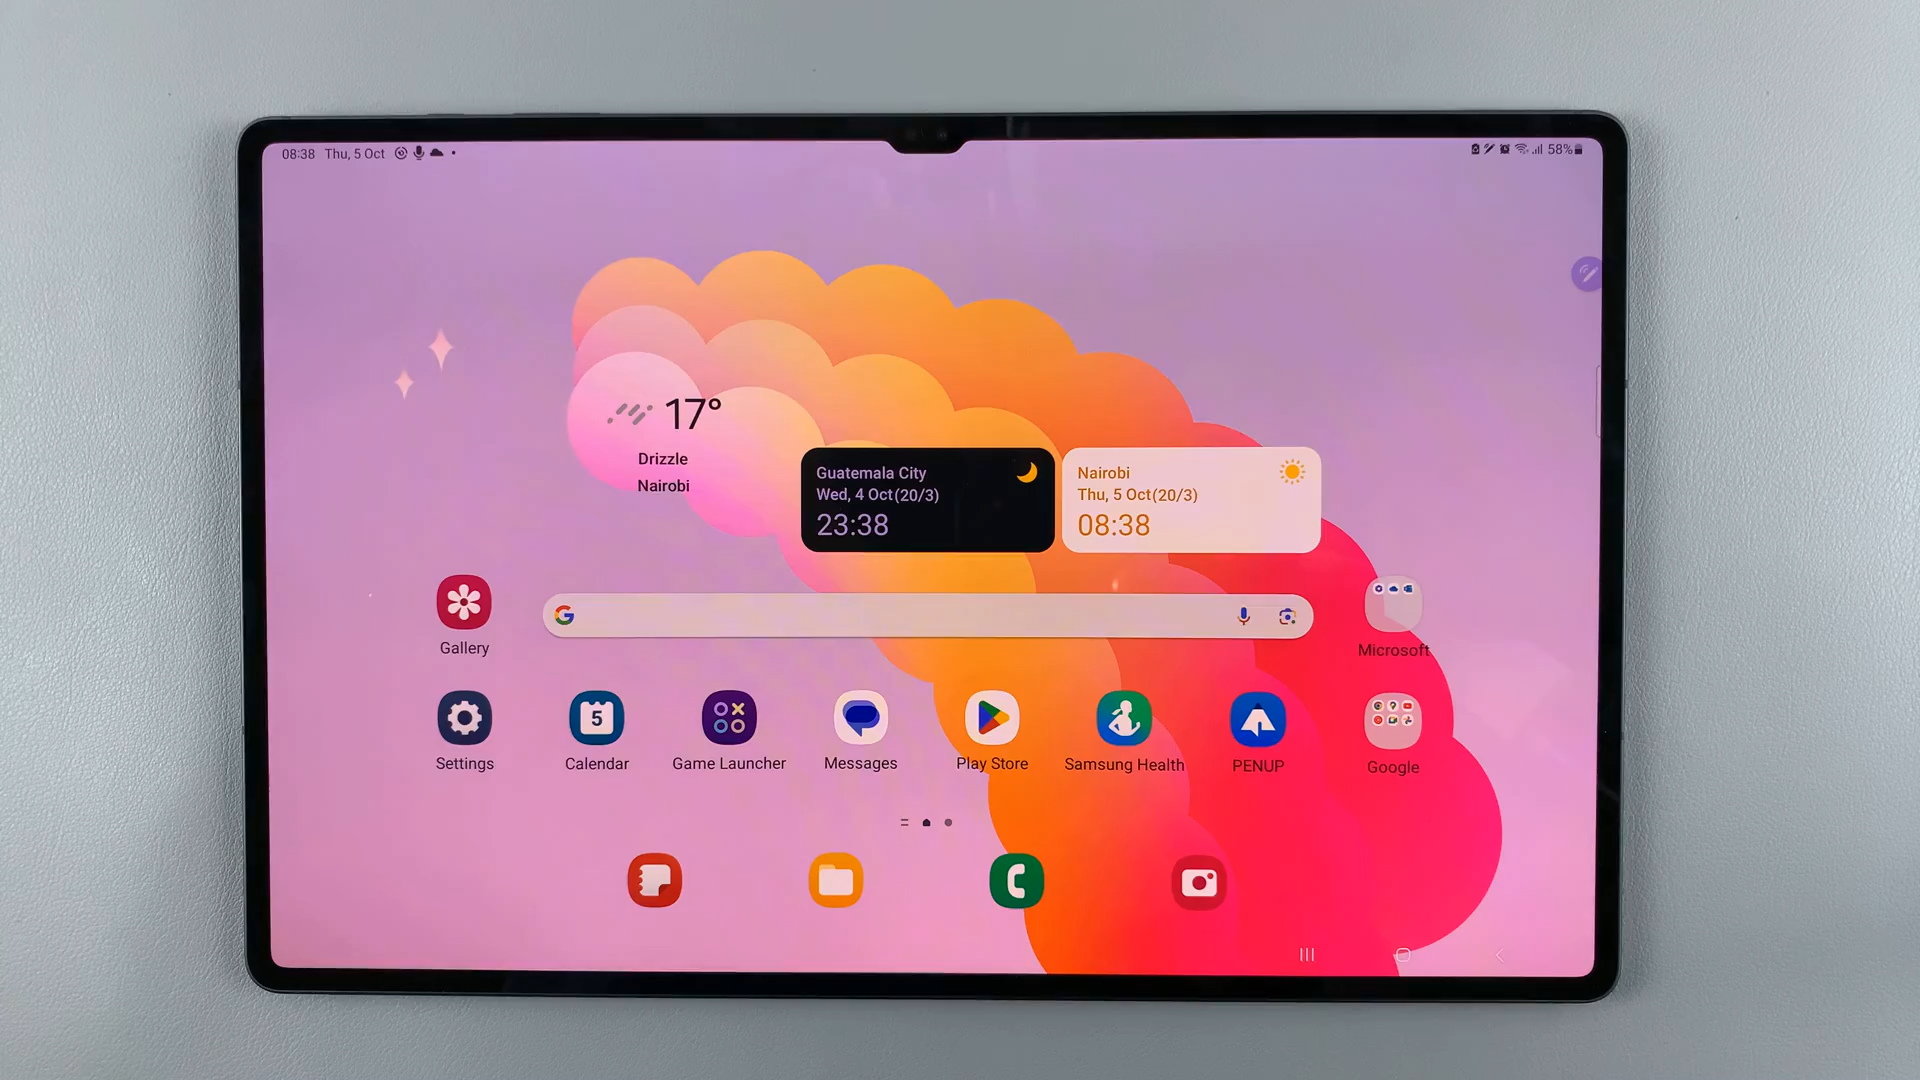 08:38 Thu, 5 Oct
58%
17°
Drizzle
Nairobi
Guatemala City
Wed, 4 Oct(20/3)
23:38
Nairobi
Thu, 5 Oct(20/3)
08:38
Gallery
Microsoft
5
Settings
Calendar
Game Launcher
Messages
Play Store
Samsung Health
PENUP
Google